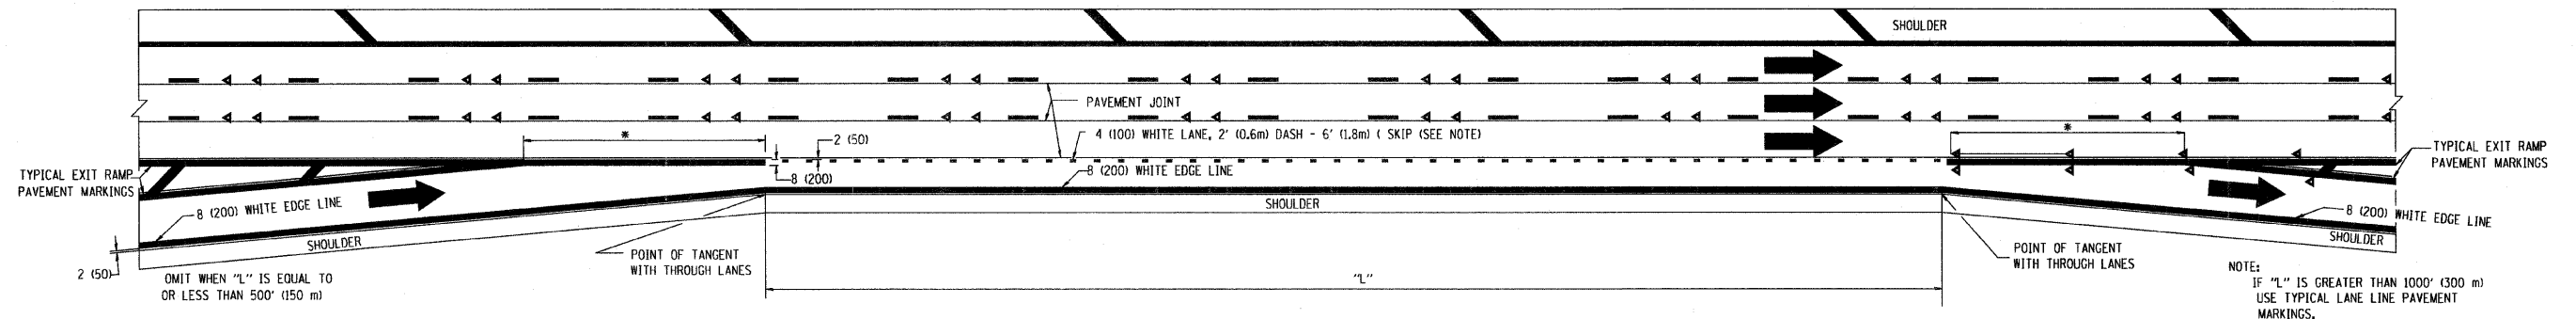 SHOULDER
PAVEMENT JOINT
4 (100) WHITE LANE, 2' (0.6m) DASH - 6' (1.8m) ( SKIP (SEE NOTE)
*
2 (50)
*
TYPICAL EXIT RAMP
PAVEMENT MARKINGS
8 (200)
8 (200) WHITE EDGE LINE
TYPICAL EXIT RAMP
PAVEMENT MARKINGS
8 (200) WHITE EDGE LINE
SHOULDER
8 (200) WHITE EDGE LINE
SHOULDER
SHOULDER
POINT OF TANGENT
WITH THROUGH LANES
POINT OF TANGENT
WITH THROUGH LANES
2 (50)
OMIT WHEN "L" IS EQUAL TO
OR LESS THAN 500' (150 m)
"L"
NOTE:
IF "L" IS GREATER THAN 1000' (300 m)
USE TYPICAL LANE LINE PAVEMENT
MARKINGS.